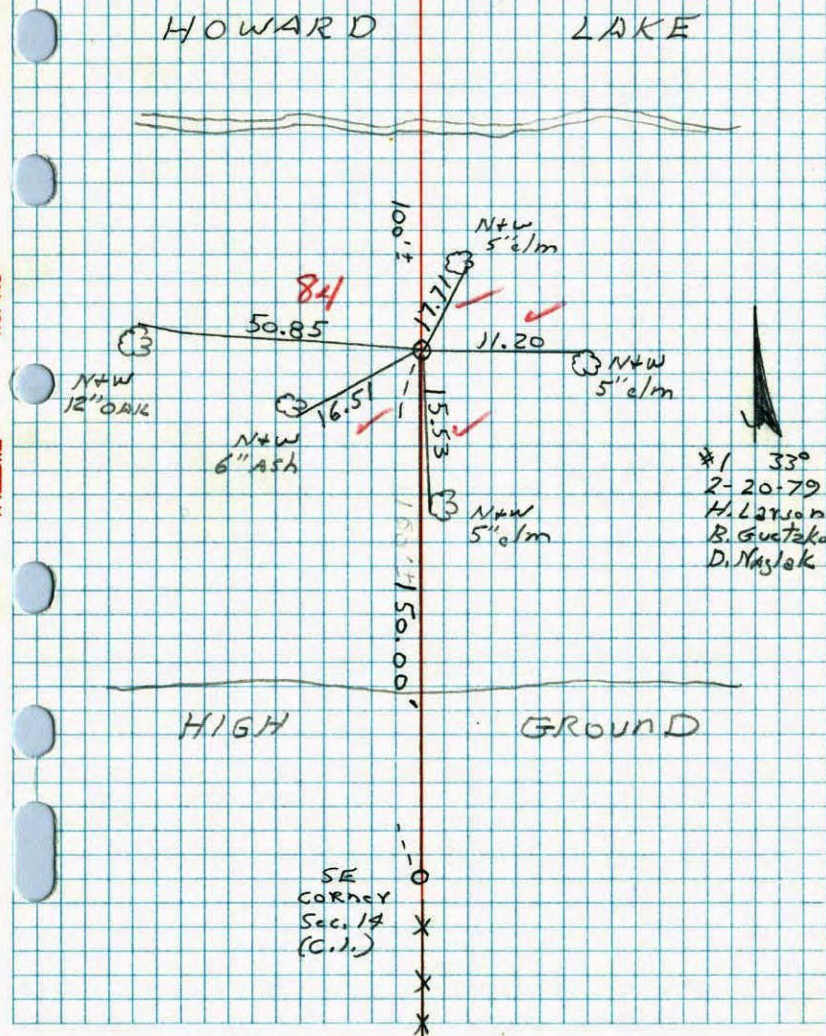 HOWARD LAKE
100'±
N+W
5" elm
17.71
84
50.85
11.20
N+W
12" OAK
N+W
5" elm
16.51
N+W
6" Ash
15.53
N+W
5" elm
#1 33°
2-20-79
H. Larson
D. Naglak
150.00'
HIGH GROUND
SE
CORNER
Sec. 14
(C.I.)